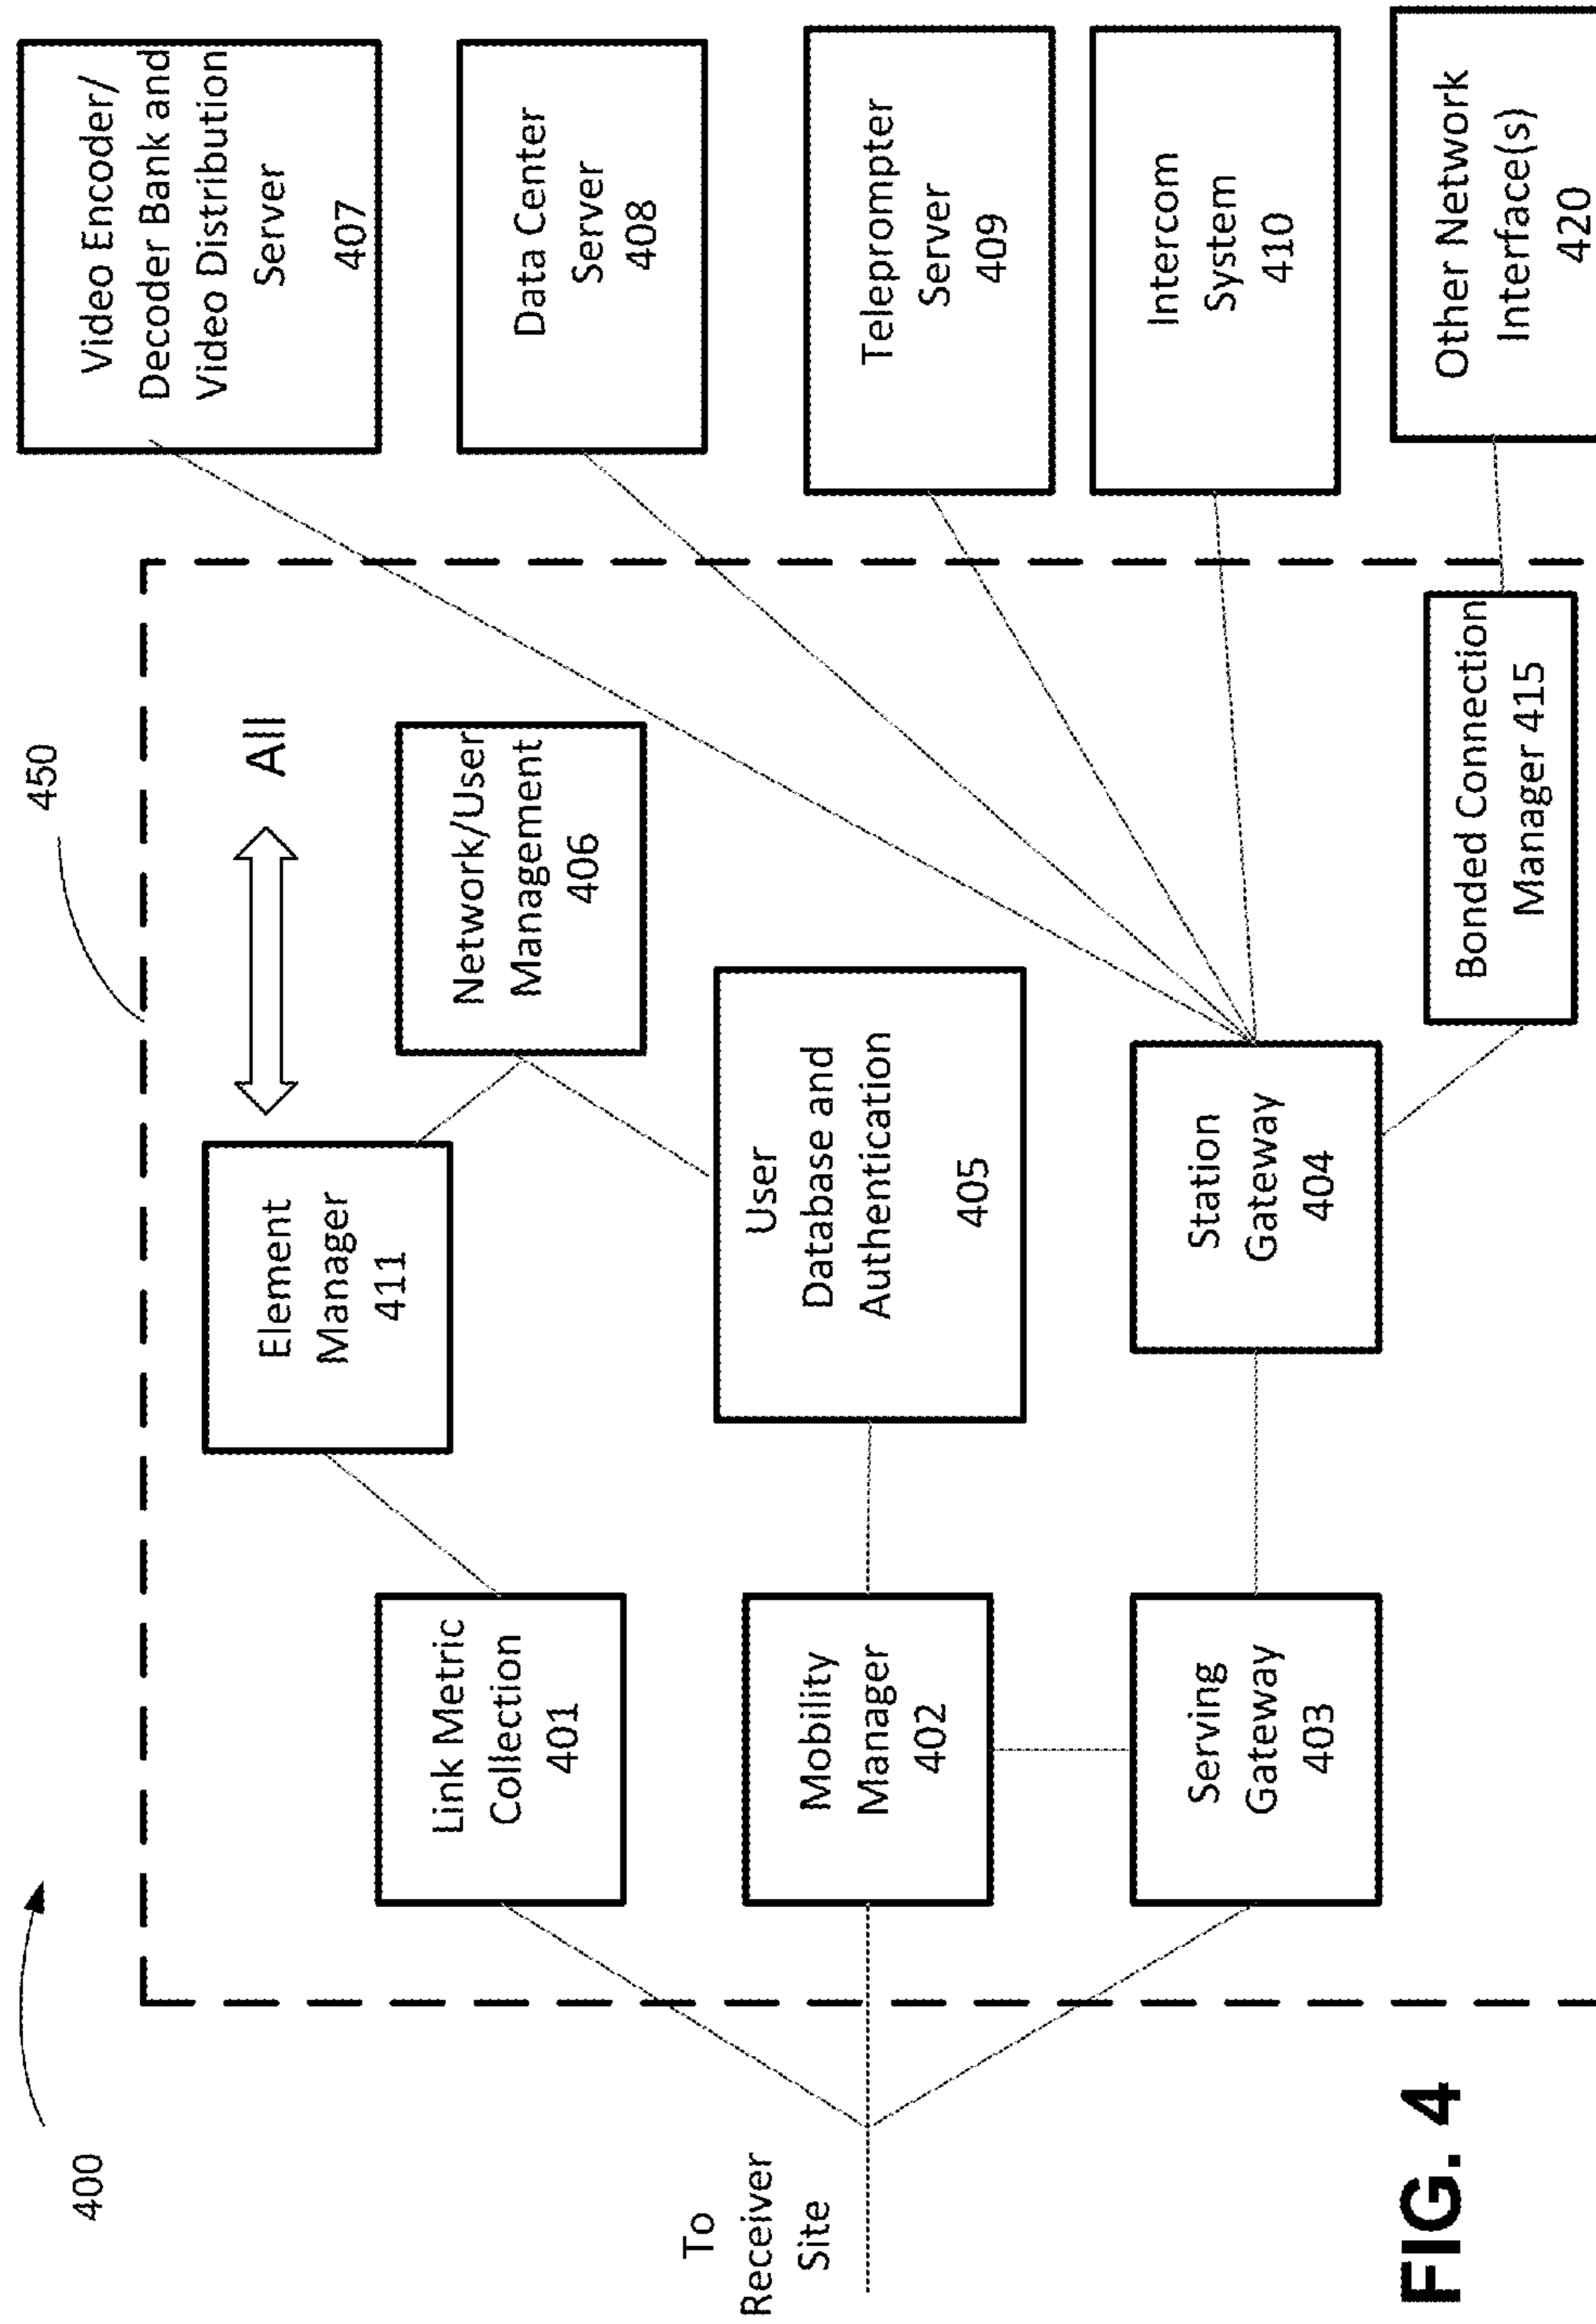 400
450
To
Receiver
Site
Link Metric
Collection
401
Mobility
Manager
402
Serving
Gateway
403
Element
Manager
411
All
Network/User
Management
406
User
Database and
Authentication
405
Station
Gateway
404
Bonded Connection
Manager 415
Video Encoder/
Decoder Bank and
Video Distribution
Server
407
Data Center
Server
408
Teleprompter
Server
409
Intercom
System
410
Other Network
Interface(s)
420
FIG. 4